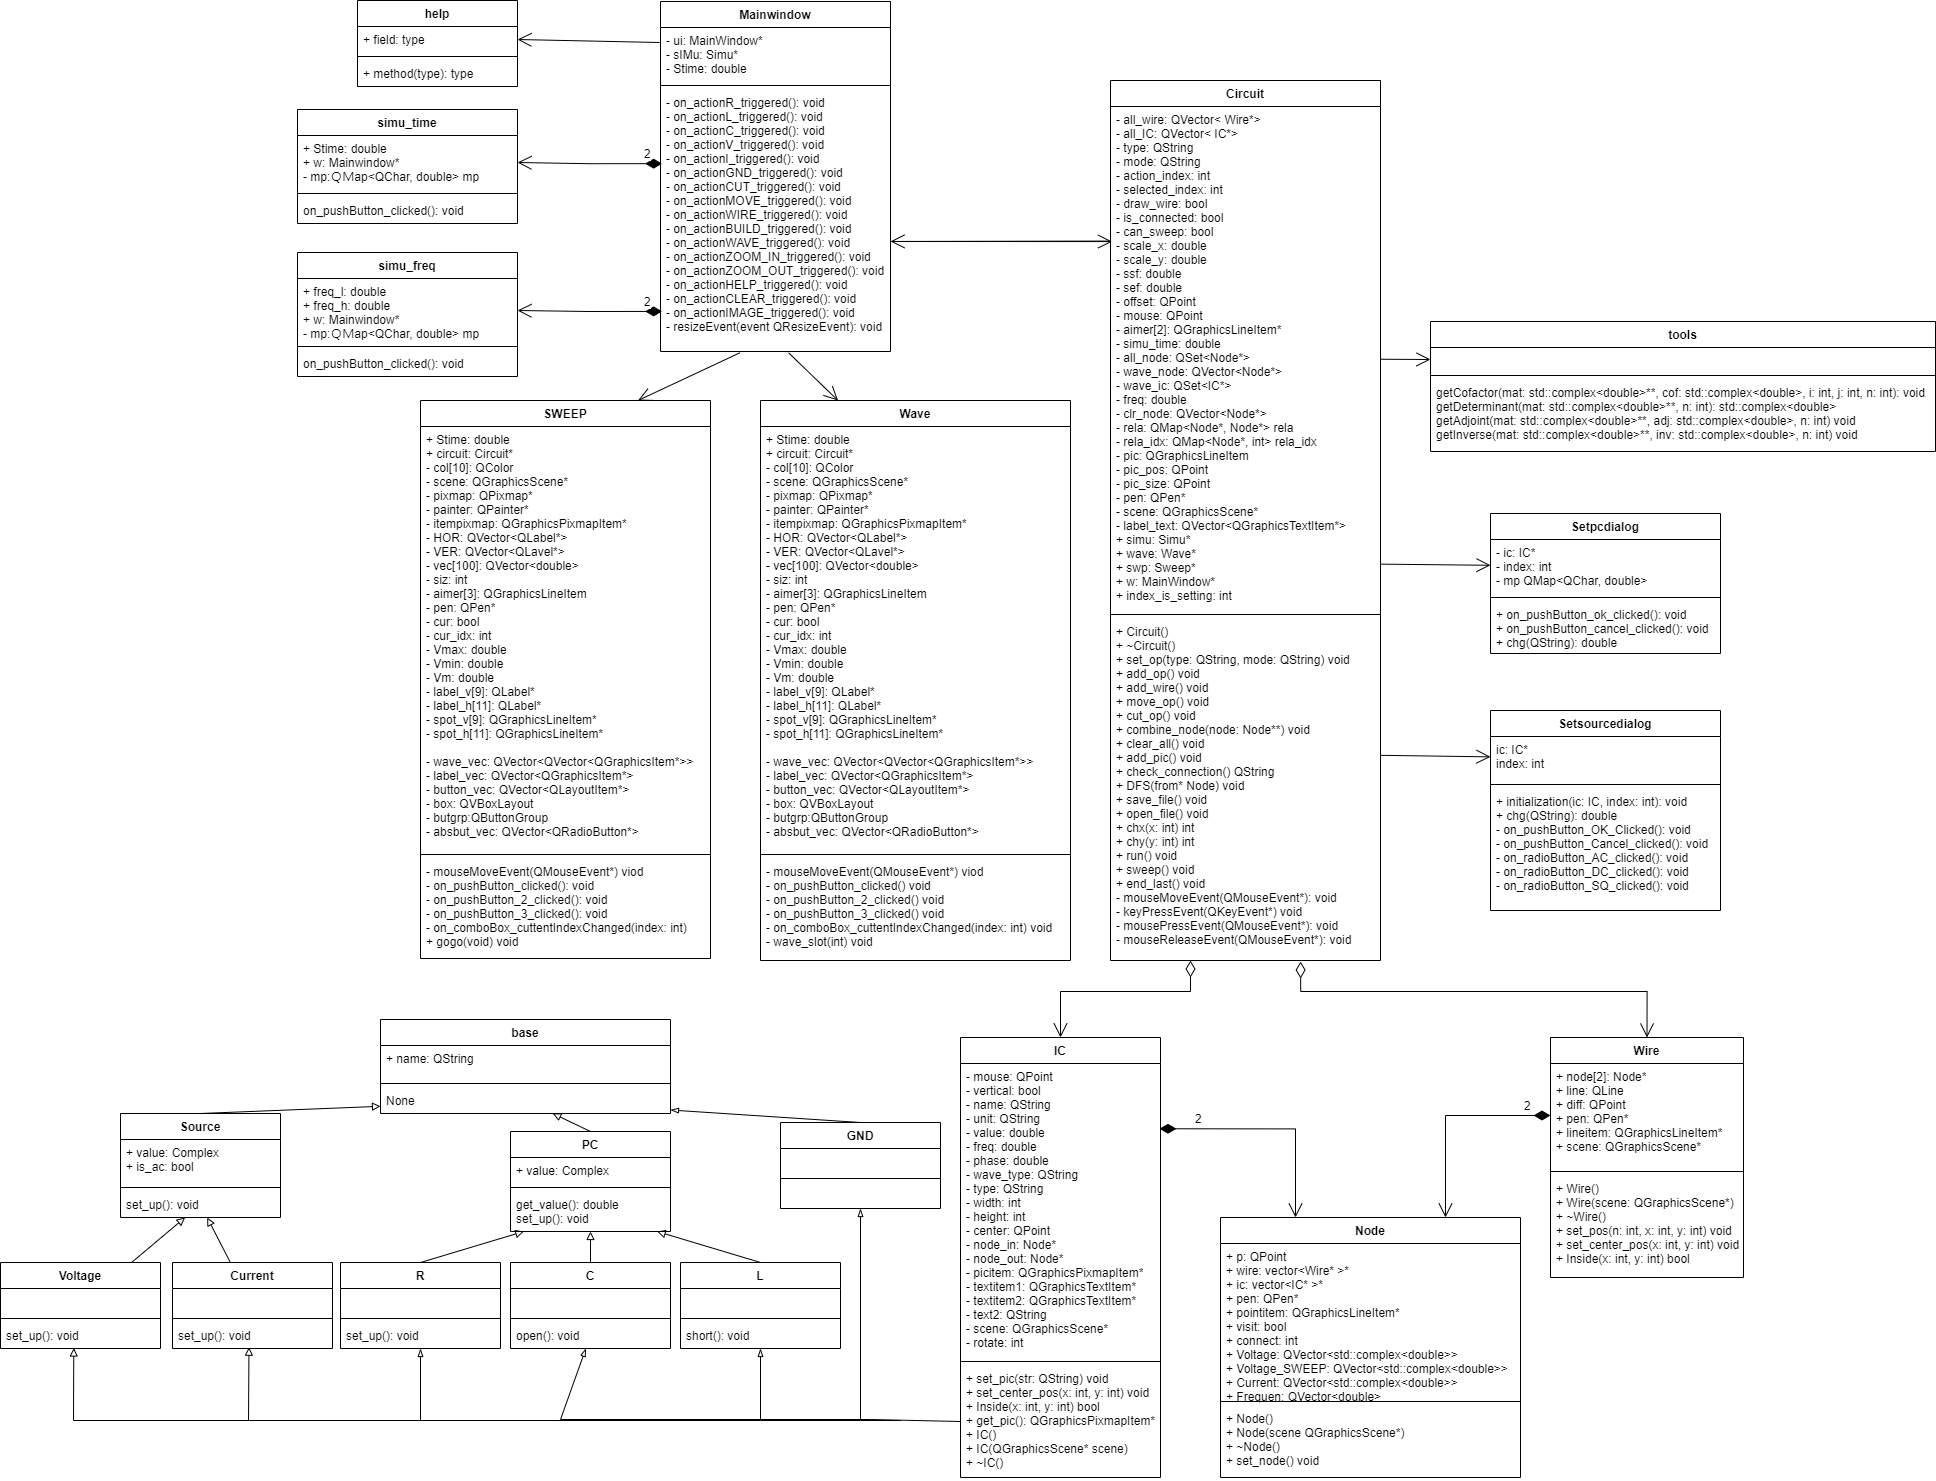 help
+ field: type
+ method(type): type
Mainwindow
- ui: MainWindow*
- sIMu: Simu*
- Stime: double
- on_actionR_triggered(): void
- on_actionL_triggered(): void
- on_actionC_triggered(): void
- on_actionV_triggered(): void
- on_actionI_triggered(): void
- on_actionGND_triggered(): void
- on_actionCUT_triggered(): void
- on_actionMOVE_triggered(): void
- on_actionWIRE_triggered(): void
- on_actionBUILD_triggered(): void
- on_actionWAVE_triggered(): void
- on_actionZOOM_IN_triggered(): void
- on_actionZOOM_OUT_triggered(): void
- on_actionHELP_triggered(): void
- on_actionCLEAR_triggered(): void
- on_actionIMAGE_triggered(): void
- resizeEvent(event QResizeEvent): void
simu_time
+ Stime: double
+ w: Mainwindow*
- mp:QMap<QChar, double> mp
on_pushButton_clicked(): void
2
simu_freq
+ freq_l: double
+ freq_h: double
+ w: Mainwindow*
- mp:QMap<QChar, double> mp
on_pushButton_clicked(): void
2
Circuit
- all_wire: QVector< Wire*>
- all_IC: QVector< IC*>
- type: QString
- mode: QString
- action_index: int
- selected_index: int
- draw_wire: bool
- is_connected: bool
- can_sweep: bool
- scale_x: double
- scale_y: double
- ssf: double
- sef: double
- offset: QPoint
- mouse: QPoint
- aimer[2]: QGraphicsLineItem*
- simu_time: double
- all_node: QSet<Node*>
- wave_node: QVector<Node*>
- wave_ic: QSet<IC*>
- freq: double
- clr_node: QVector<Node*>
- rela: QMap<Node*, Node*> rela
- rela_idx: QMap<Node*, int> rela_idx
- pic: QGraphicsLineItem
- pic_pos: QPoint
- pic_size: QPoint
- pen: QPen*
- scene: QGraphicsScene*
- label_text: QVector<QGraphicsTextItem*>
+ simu: Simu*
+ wave: Wave*
+ swp: Sweep*
+ w: MainWindow*
+ index_is_setting: int
+ Circuit()
+ ~Circuit()
+ set_op(type: QString, mode: QString) void
+ add_op() void
+ add_wire() void
+ move_op() void
+ cut_op() void
+ combine_node(node: Node**) void
+ clear_all() void
+ add_pic() void
+ check_connection() QString
+ DFS(from* Node) void
+ save_file() void
+ open_file() void
+ chx(x: int) int
+ chy(y: int) int
+ run() void
+ sweep() void
+ end_last() void
- mouseMoveEvent(QMouseEvent*): void
- keyPressEvent(QKeyEvent*) void
- mousePressEvent(QMouseEvent*): void
- mouseReleaseEvent(QMouseEvent*): void
tools
getCofactor(mat: std::complex<double>**, cof: std::complex<double>, i: int, j: int, n: int): void
getDeterminant(mat: std::complex<double>**, n: int): std::complex<double>
getAdjoint(mat: std::complex<double>**, adj: std::complex<double>, n: int) void
getInverse(mat: std::complex<double>**, inv: std::complex<double>, n: int) void
SWEEP
+ Stime: double
+ circuit: Circuit*
- col[10]: QColor
- scene: QGraphicsScene*
- pixmap: QPixmap*
- painter: QPainter*
- itempixmap: QGraphicsPixmapItem*
- HOR: QVector<QLabel*>
- VER: QVector<QLavel*>
- vec[100]: QVector<double>
- siz: int
- aimer[3]: QGraphicsLineItem
- pen: QPen*
- cur: bool
- cur_idx: int
- Vmax: double
- Vmin: double
- Vm: double
- label_v[9]: QLabel*
- label_h[11]: QLabel*
- spot_v[9]: QGraphicsLineItem*
- spot_h[11]: QGraphicsLineItem*
- wave_vec: QVector<QVector<QGraphicsItem*>>
- label_vec: QVector<QGraphicsItem*>
- button_vec: QVector<QLayoutItem*>
- box: QVBoxLayout
- butgrp:QButtonGroup
- absbut_vec: QVector<QRadioButton*>
- mouseMoveEvent(QMouseEvent*) viod
- on_pushButton_clicked(): void
- on_pushButton_2_clicked(): void
- on_pushButton_3_clicked(): void
- on_comboBox_cuttentIndexChanged(index: int)
+ gogo(void) void
Wave
+ Stime: double
+ circuit: Circuit*
- col[10]: QColor
- scene: QGraphicsScene*
- pixmap: QPixmap*
- painter: QPainter*
- itempixmap: QGraphicsPixmapItem*
- HOR: QVector<QLabel*>
- VER: QVector<QLavel*>
- vec[100]: QVector<double>
- siz: int
- aimer[3]: QGraphicsLineItem
- pen: QPen*
- cur: bool
- cur_idx: int
- Vmax: double
- Vmin: double
- Vm: double
- label_v[9]: QLabel*
- label_h[11]: QLabel*
- spot_v[9]: QGraphicsLineItem*
- spot_h[11]: QGraphicsLineItem*
- wave_vec: QVector<QVector<QGraphicsItem*>>
- label_vec: QVector<QGraphicsItem*>
- button_vec: QVector<QLayoutItem*>
- box: QVBoxLayout
- butgrp:QButtonGroup
- absbut_vec: QVector<QRadioButton*>
- mouseMoveEvent(QMouseEvent*) viod
- on_pushButton_clicked() void
- on_pushButton_2_clicked() void
- on_pushButton_3_clicked() void
- on_comboBox_cuttentIndexChanged(index: int) void
- wave_slot(int) void
Setpcdialog
- ic: IC*
- index: int
- mp QMap<QChar, double>
+ on_pushButton_ok_clicked(): void
+ on_pushButton_cancel_clicked(): void
+ chg(QString): double
Setsourcedialog
ic: IC*
index: int
+ initialization(ic: IC, index: int): void
+ chg(QString): double
- on_pushButton_OK_Clicked(): void
- on_pushButton_Cancel_clicked(): void
- on_radioButton_AC_clicked(): void
- on_radioButton_DC_clicked(): void
- on_radioButton_SQ_clicked(): void
base
+ name: QString
None
Source
+ value: Complex
+ is_ac: bool
set_up(): void
PC
+ value: Complex
get_value(): double
set_up(): void
GND
Voltage
set_up(): void
Current
set_up(): void
R
set_up(): void
C
open(): void
L
short(): void
IC
- mouse: QPoint
- vertical: bool
- name: QString
- unit: QString
- value: double
- freq: double
- phase: double
- wave_type: QString
- type: QString
- width: int
- height: int
- center: QPoint
- node_in: Node*
- node_out: Node*
- picitem: QGraphicsPixmapItem*
- textitem1: QGraphicsTextItem*
- textitem2: QGraphicsTextItem*
- text2: QString
- scene: QGraphicsScene*
- rotate: int
+ set_pic(str: QString) void
+ set_center_pos(x: int, y: int) void
+ Inside(x: int, y: int) bool
+ get_pic(): QGraphicsPixmapItem*
+ IC()
+ IC(QGraphicsScene* scene)
+ ~IC()
2
2
Wire
+ node[2]: Node*
+ line: QLine
+ diff: QPoint
+ pen: QPen*
+ lineitem: QGraphicsLineItem*
+ scene: QGraphicsScene*
+ Wire()
+ Wire(scene: QGraphicsScene*)
+ ~Wire()
+ set_pos(n: int, x: int, y: int) void
+ set_center_pos(x: int, y: int) void
+ Inside(x: int, y: int) bool
Node
+ p: QPoint
+ wire: vector<Wire* >*
+ ic: vector<IC* >*
+ pen: QPen*
+ pointitem: QGraphicsLineItem*
+ visit: bool
+ connect: int
+ Voltage: QVector<std::complex<double>>
+ Voltage_SWEEP: QVector<std::complex<double>>
+ Current: QVector<std::complex<double>>
+ Frequen: QVector<double>
+ Node()
+ Node(scene QGraphicsScene*)
+ ~Node()
+ set_node() void